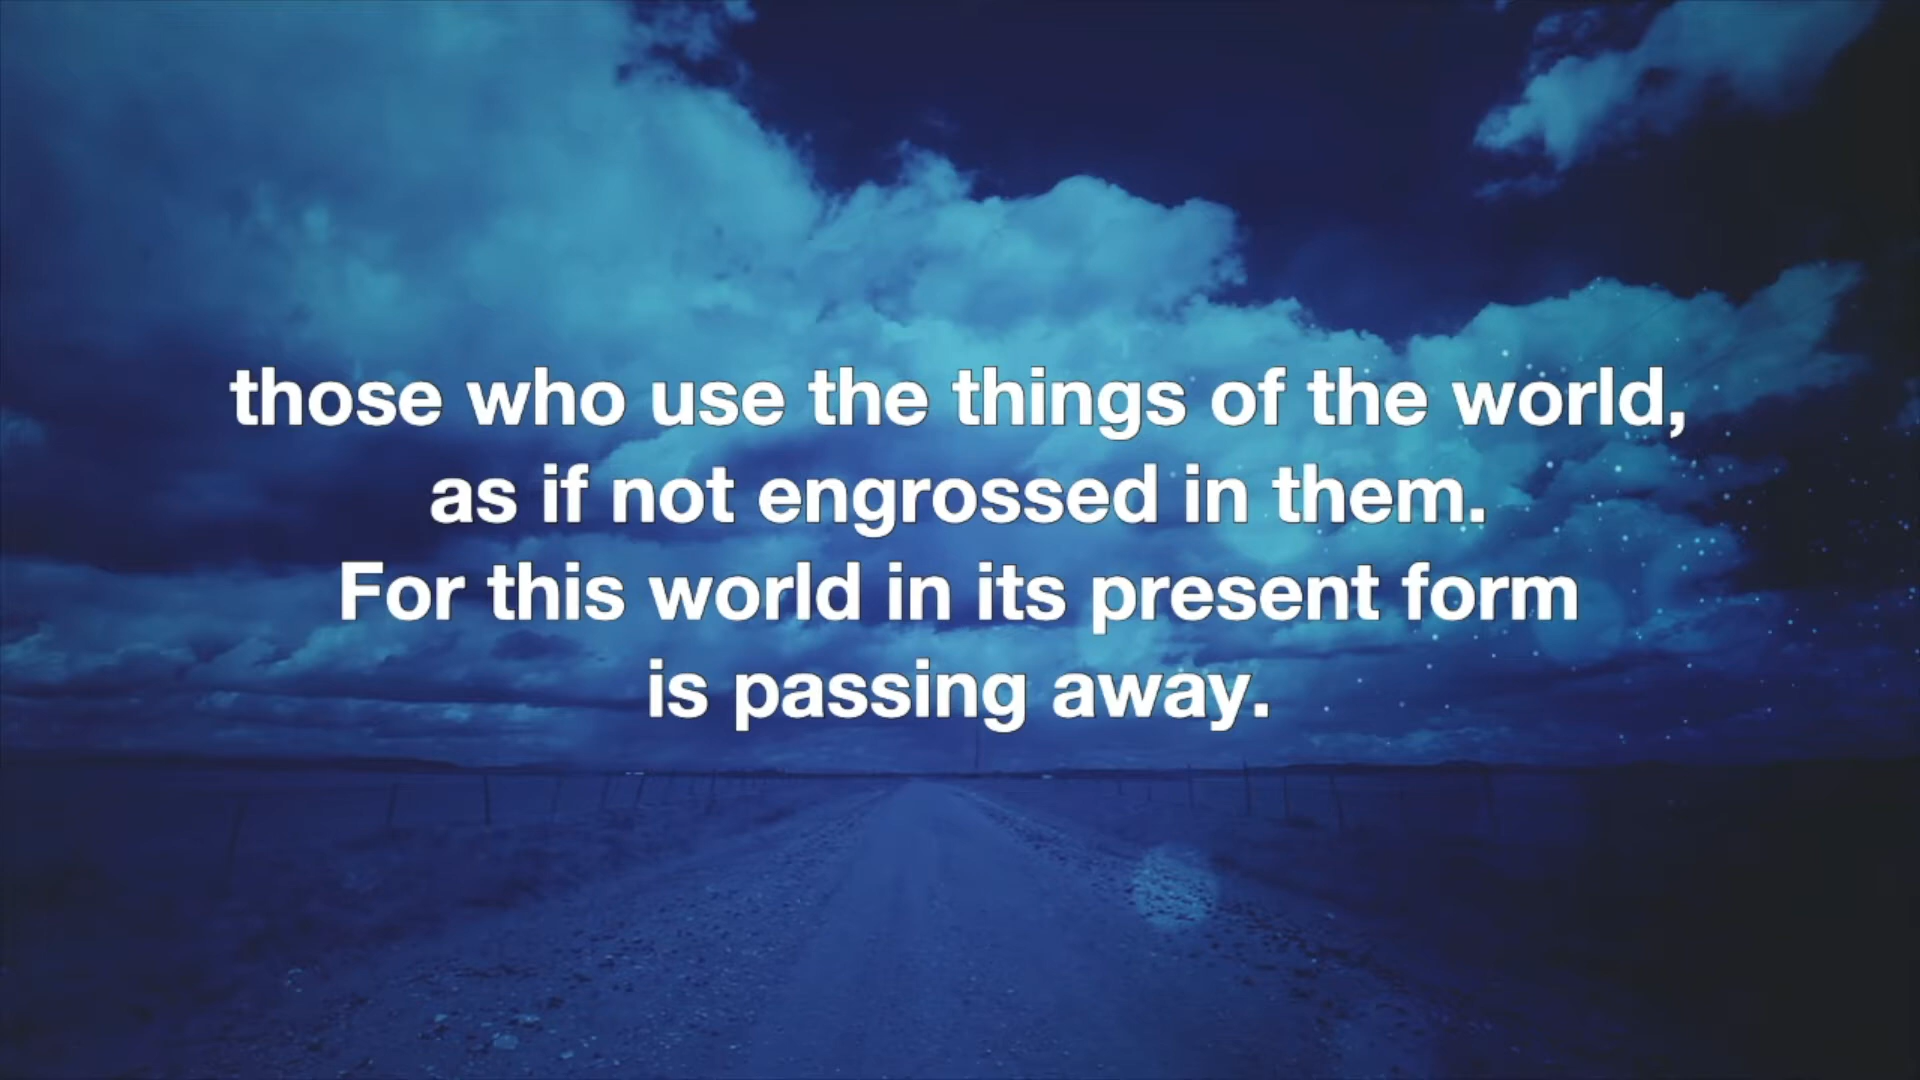 those who use the things of the world,
as if not engrossed in them.
For this world in its present form
is passing away.